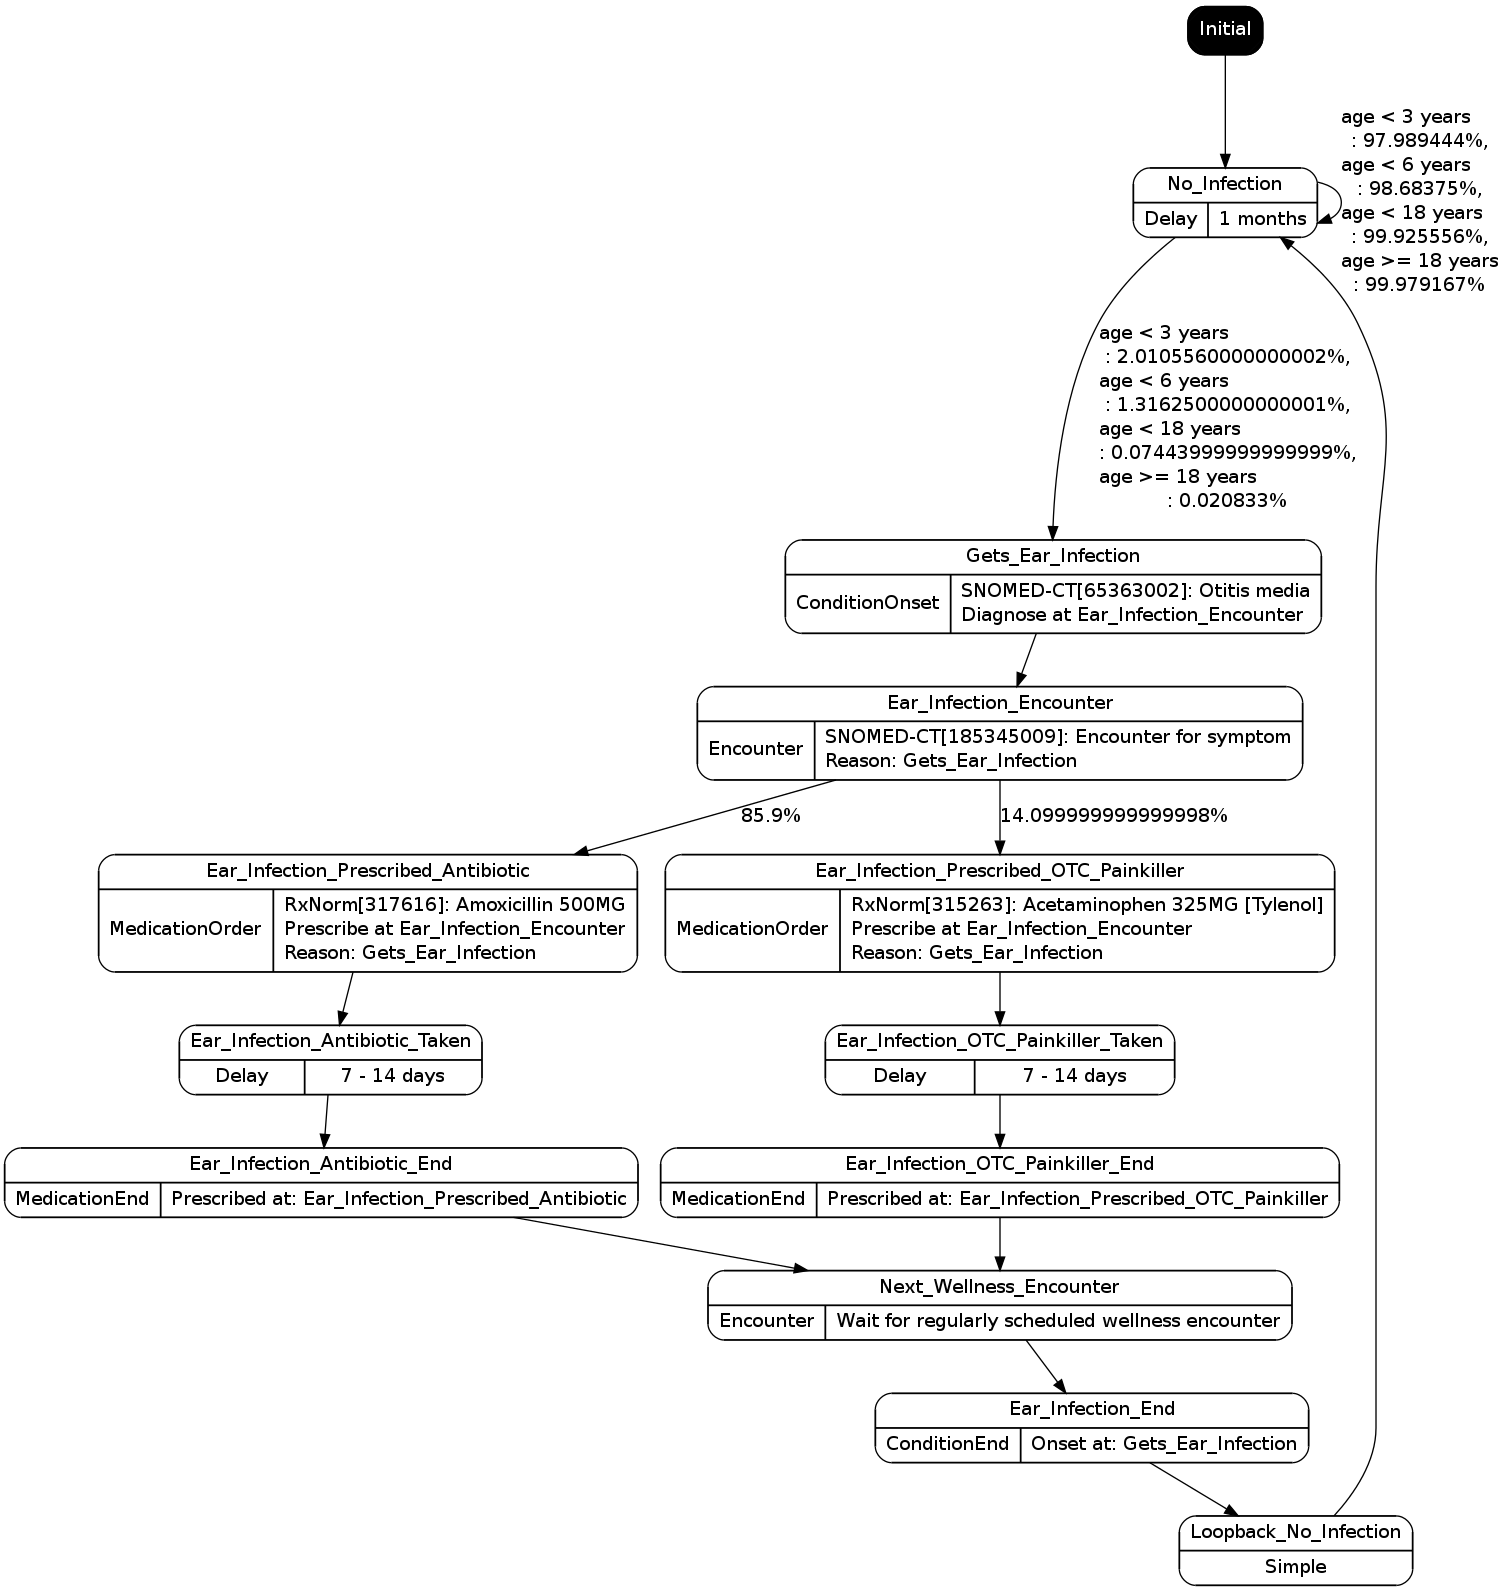 Initial
age < 3 years
: 97.989444%,
age < 6 years
: 98.68375%,
age < 18 years
: 99.925556%,
age >= 18 years
: 99.979167%
No_Infection
Delay
1 months
age < 3 years
: 2.0105560000000002%,
age < 6 years
: 1.3162500000000001%,
age < 18 years
: 0.07443999999999999%,
age >= 18 years
: 0.020833%
Gets_Ear_Infection
ConditionOnset
SNOMED-CT[65363002]: Otitis media
Diagnose at Ear_Infection_Encounter
Ear_Infection_Encounter
Encounter
SNOMED-CT[185345009]: Encounter for symptom
Reason: Gets_Ear_Infection
85.9%
14.099999999999998%
Ear_Infection_Prescribed_Antibiotic
MedicationOrder
RxNorm[317616]: Amoxicillin 500MG
Prescribe at Ear_Infection_Encounter
Reason: Gets_Ear_Infection
Ear_Infection_Prescribed_OTC_Painkiller
MedicationOrder
RxNorm[315263]: Acetaminophen 325MG [Tylenol]
Prescribe at Ear_Infection_Encounter
Reason: Gets_Ear_Infection
Ear_Infection_Antibiotic_Taken
Delay
7 - 14 days
Ear_Infection_OTC_Painkiller_Taken
Delay
7 - 14 days
Ear_Infection_Antibiotic_End
MedicationEnd
Prescribed at: Ear_Infection_Prescribed_Antibiotic
Ear_Infection_OTC_Painkiller_End
MedicationEnd
Prescribed at: Ear_Infection_Prescribed_OTC_Painkiller
Next_Wellness_Encounter
Encounter
Wait for regularly scheduled wellness encounter
Ear_Infection_End
ConditionEnd
Onset at: Gets_Ear_Infection
Loopback_No_Infection
Simple